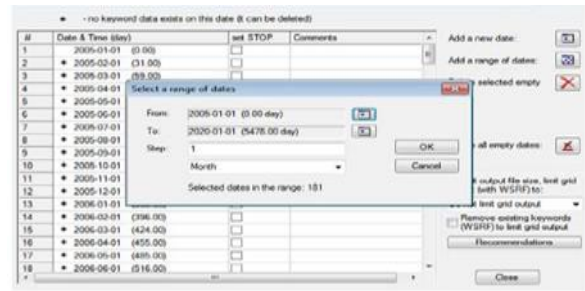 * - no keyword data exists on this date (it can be deleted)
# Date & Time (day) set STOP Comments
1 2005-01-01 (0.00)
2 * 2005-02-01 (31.00)
3 * 2005-03-01 (59.00)
4 * 2005-04-01
5 * 2005-05-01
6 * 2005-06-01
7 * 2005-07-01
8 * 2005-08-01
9 * 2005-09-01
10 * 2005-10-01
11 * 2005-11-01
12 * 2005-12-01
13 * 2006-01-01
14 * 2006-02-01 (396.00)
15 * 2006-03-01 (424.00)
16 * 2006-04-01 (455.00)
17 * 2006-05-01 (485.00)
18 * 2006-06-01 (516.00)
Select a range of dates
From: 2005-01-01 (0.00 day)
To: 2020-01-01 (5478.00 day)
Step: 1
Month
Selected dates in the range: 181
OK
Cancel
Add a new date:
Add a range of dates:
selected empty
all empty dates:
output file size, limit grid
(with WSRF) to:
limit grid output
Remove existing keywords
(WSRF) to limit grid output
Recommendations
Close